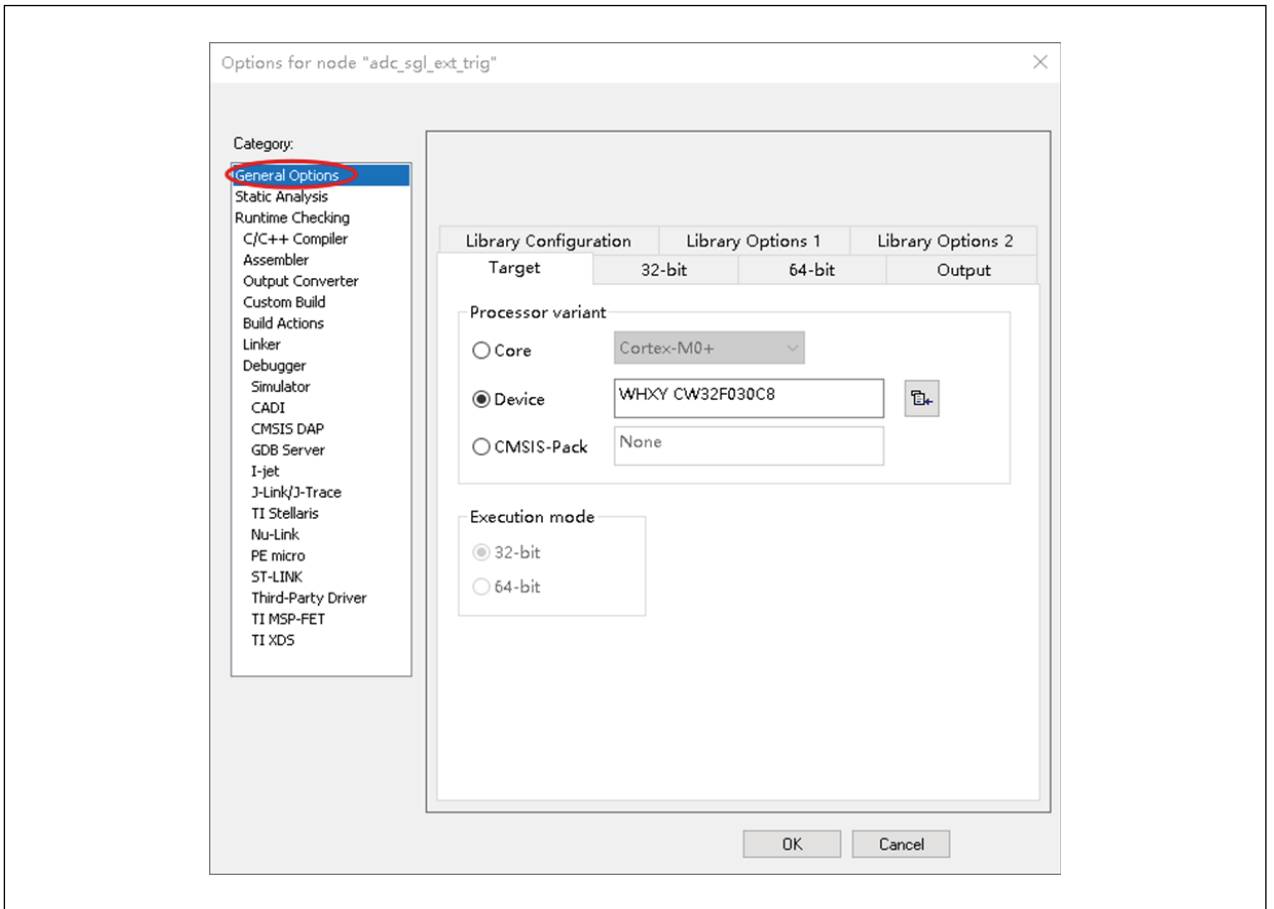 Options for node "adc_sgl_ext_trig"
Category:
General Options
Static Analysis
Runtime Checking
C/C++ Compiler
Assembler
Output Converter
Custom Build
Build Actions
Linker
Debugger
Simulator
CADI
CMSIS DAP
GDB Server
I-jet
J-Link/J-Trace
TI Stellaris
Nu-Link
PE micro
ST-LINK
Third-Party Driver
TI MSP-FET
TI XDS
Library Configuration Library Options 1 Library Options 2
Target 32-bit 64-bit Output
Processor variant
Core Cortex-M0+
Device WHXY CW32F030C8
CMSIS-Pack None
Execution mode
32-bit
64-bit
OK Cancel